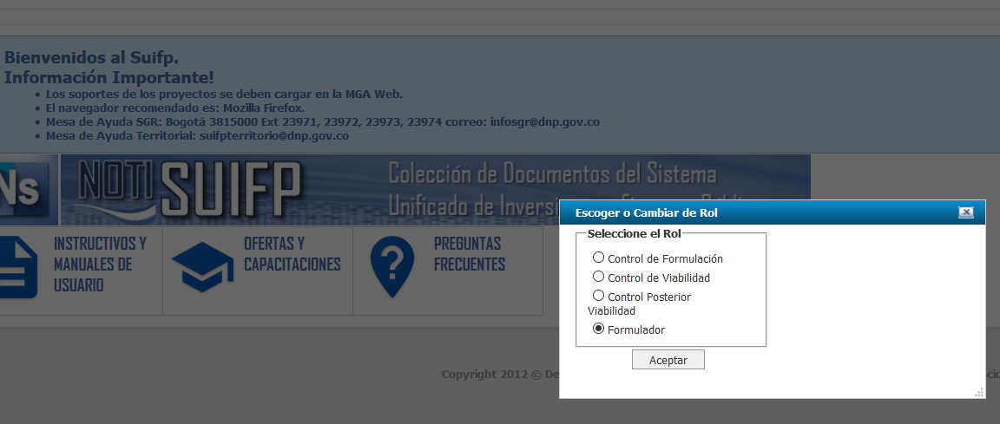 Bienvenidos al Suifp.
Información Importante!
• Los soportes de los proyectos se deben cargar en la MGA Web.
• El navegador recomendado es: Mozilla Firefox.
• Mesa de Ayuda SGR: Bogotá 3815000 Ext 23971, 23972, 23973, 23974 correo: infosgr@dnp.gov.co
• Mesa de Ayuda Territorial: suifpterritorio@dnp.gov.co
Ns
NOTI SUIFP
Colección de Documentos del Sistema
Unificado de Inversi
INSTRUCTIVOS Y
MANUALES DE
USUARIO
OFERTAS Y
CAPACITACIONES
PREGUNTAS
FRECUENTES
Escoger o Cambiar de Rol
Seleccione el Rol
Control de Formulación
Control de Viabilidad
Control Posterior
Viabilidad
Formulador
Aceptar
Copyright 2012 © De